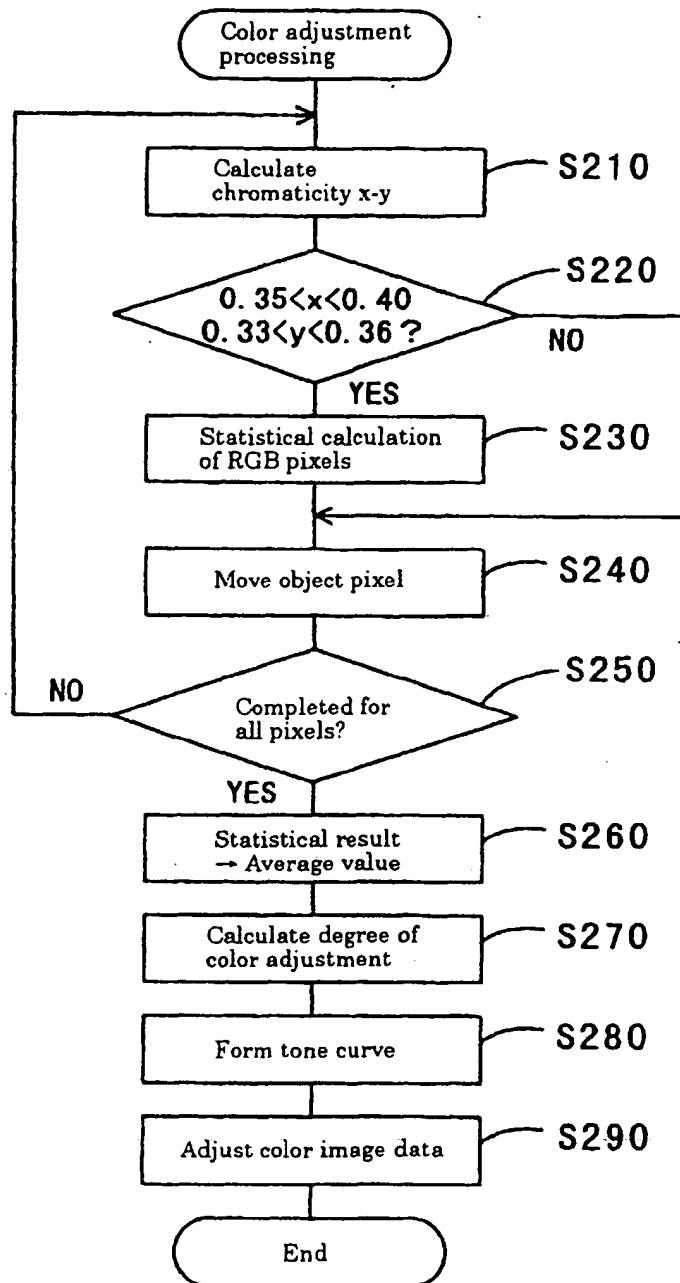 Color adjustment
processing
Calculate
chromaticity x-y
S210
0.35<x<0.40
0.33<y<0.36?
S220
NO
YES
Statistical calculation
of RGB pixels
S230
Move object pixel
S240
Completed for
all pixels?
S250
NO
YES
Statistical result
→ Average value
S260
Calculate degree of
color adjustment
S270
Form tone curve
S280
Adjust color image data
S290
End